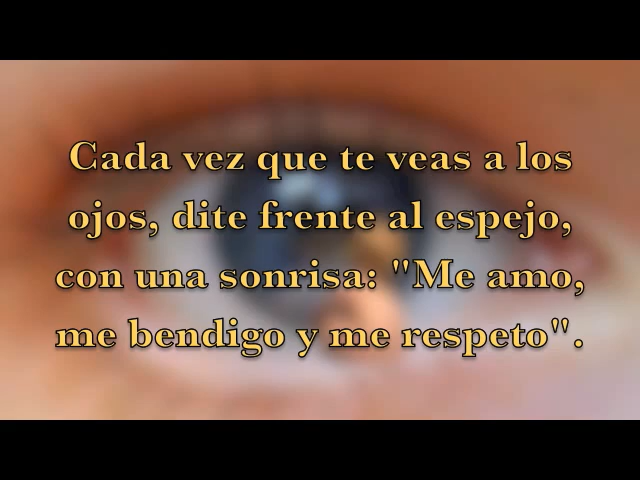 Cada vez que te veas a los
ojos, dite frente al espejo,
con una sonrisa: "Me amo,
me bendigo y me respeto".